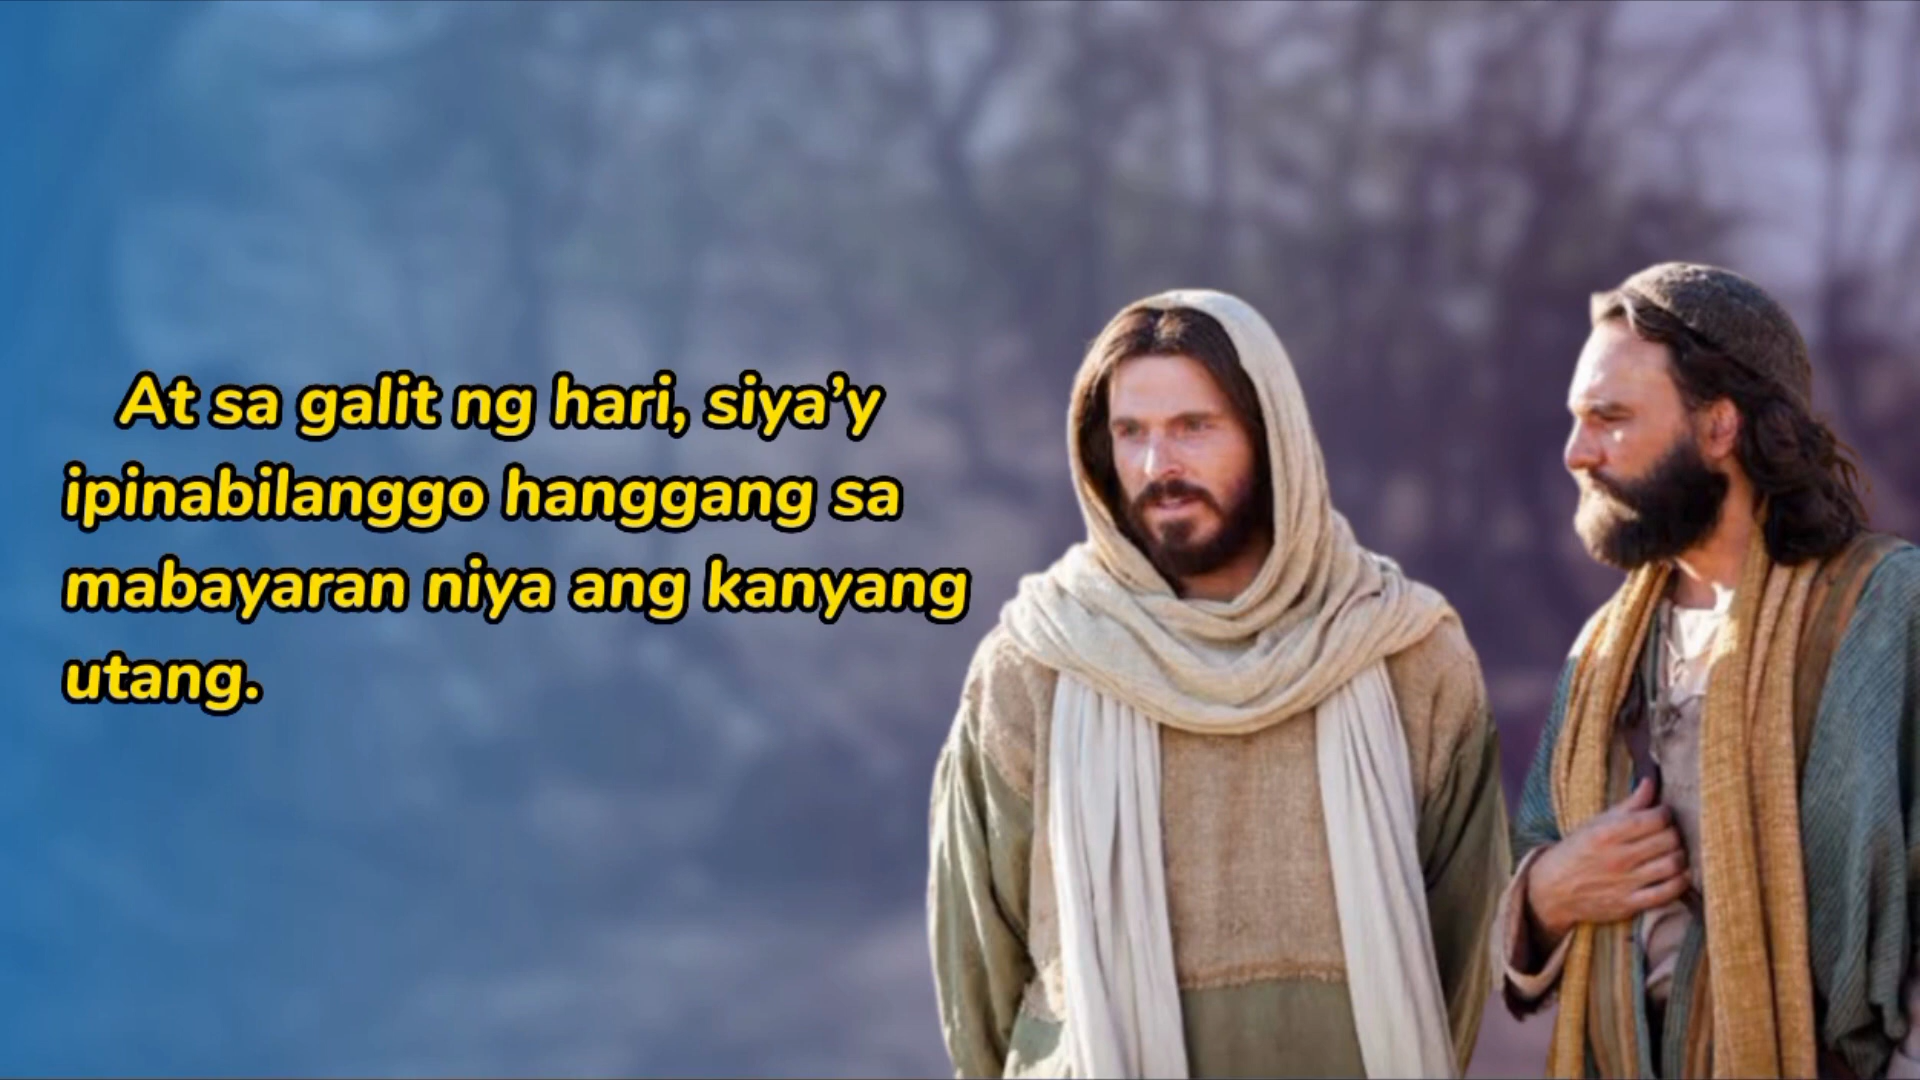 At sa galit ng hari, siya’y
ipinabilanggo hanggang sa
mabayaran niya ang kanyang
utang.